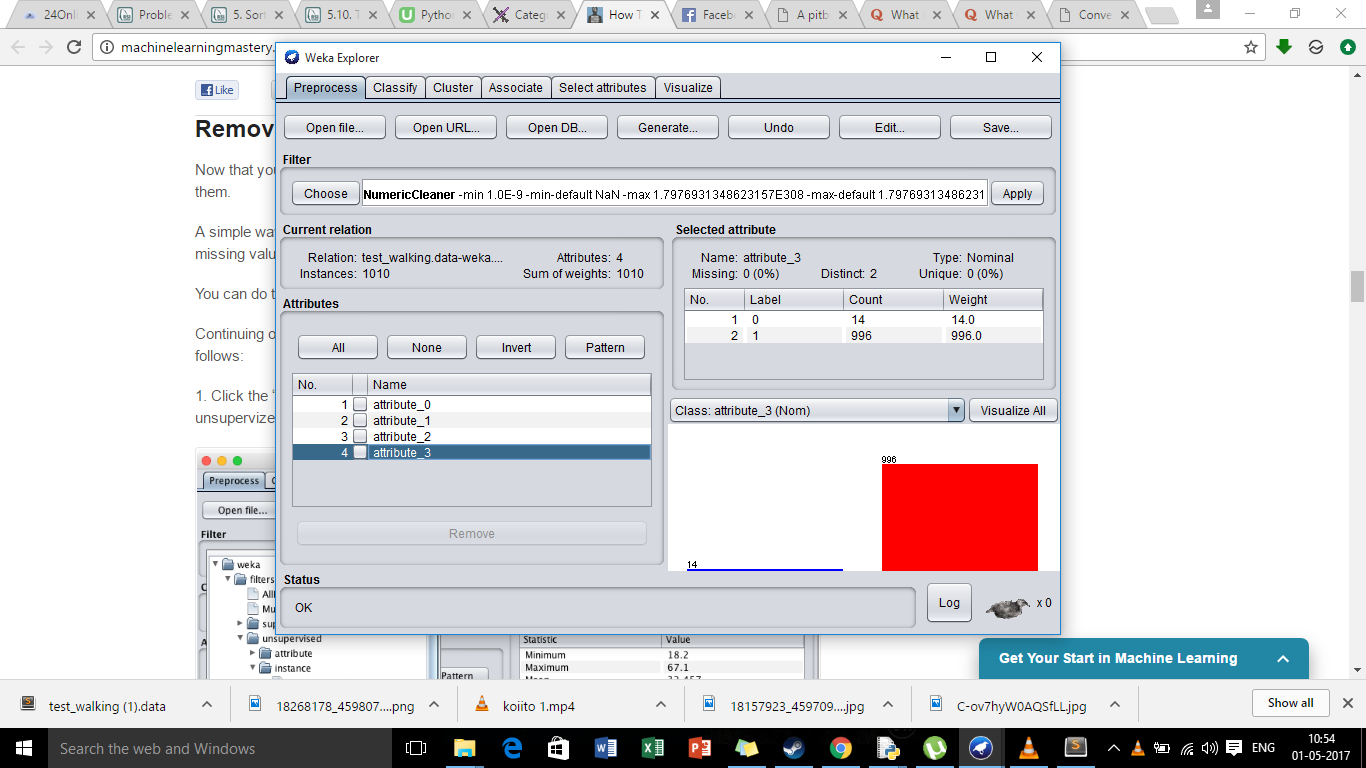 24Onli
Proble
5. Sort
5.10. T
Python
Categ
How T
Faceb
A pitb
What
What
Conve
machinelearningmastery.
Like
Remov
Now that you
them.
A simple wa
missing valu
You can do t
Continuing o
follows:
1. Click the "
unsupervize
Weka Explorer
Preprocess
Classify
Cluster
Associate
Select attributes
Visualize
Open file...
Open URL...
Open DB...
Generate...
Undo
Edit...
Save...
Filter
Choose
NumericCleaner -min 1.0E-9 -min-default NaN -max 1.7976931348623157E308 -max-default 1.79769313486231
Apply
Current relation
Relation: test_walking.data-weka.... Attributes: 4
Instances: 1010 Sum of weights: 1010
Attributes
All
None
Invert
Pattern
No. Name
1 attribute_0
2 attribute_1
3 attribute_2
4 attribute_3
Remove
Selected attribute
Name: attribute_3 Type: Nominal
Missing: 0 (0%) Distinct: 2 Unique: 0 (0%)
No. Label Count Weight
1 0 14 14.0
2 1 996 996.0
Class: attribute_3 (Nom)
Visualize All
996
14
Status
OK
Log
x 0
Preprocess
Open file...
Filter
weka
filters
All
Mu
sup
unsupervised
attribute
instance
Pattern
Statistic Value
Minimum 18.2
Maximum 67.1
Get Your Start in Machine Learning
test_walking (1).data
18268178_459807....png
koiito 1.mp4
18157923_459709....jpg
C-ov7hyW0AQSfLL.jpg
Show all
Search the web and Windows
ENG
10:54
01-05-2017